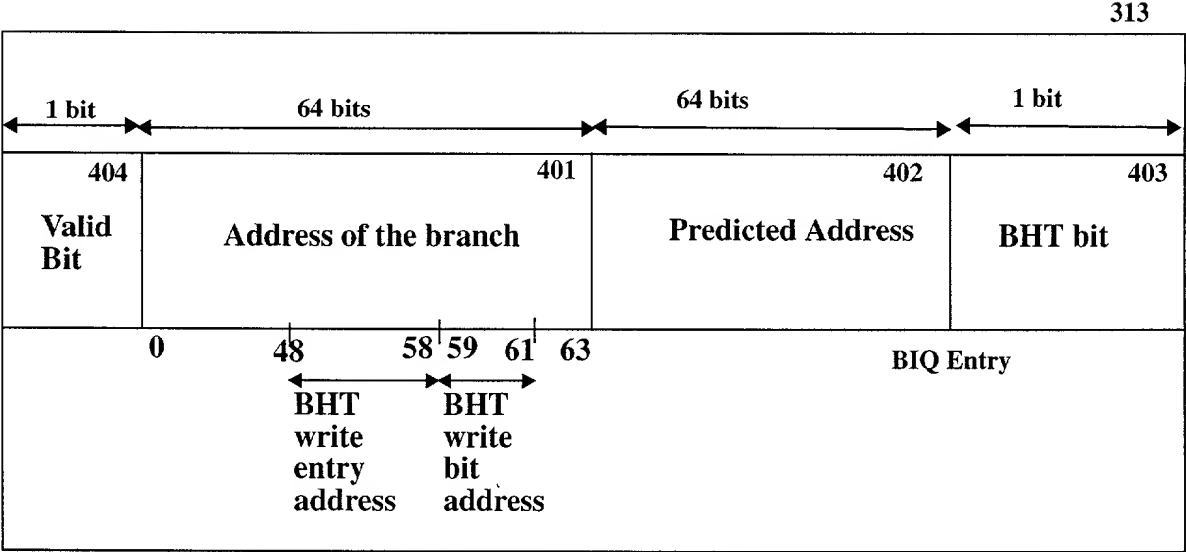 313
1 bit
64 bits
64 bits
1 bit
404
401
402
403
Valid
Bit
Address of the branch
Predicted Address
BHT bit
0
48
58
59
61
63
BIQ Entry
BHT
write
entry
address
BHT
write
bit
address